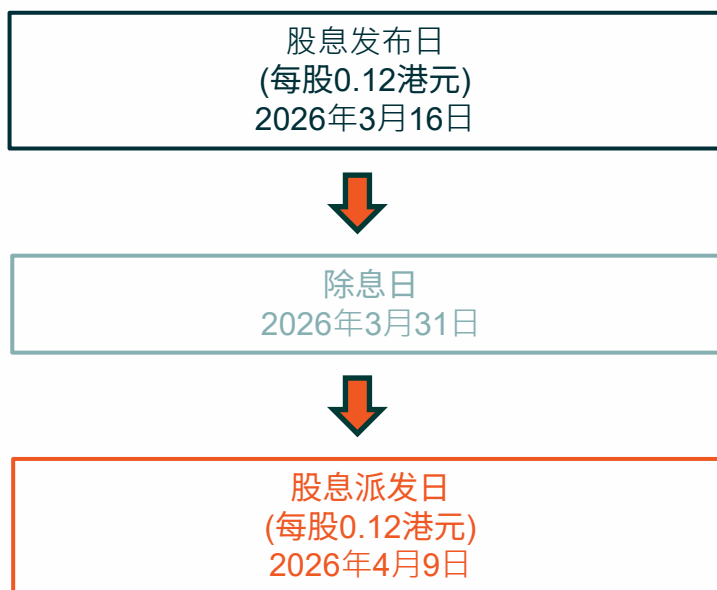 股息发布日
(每股0.12港元)
2026年3月16日
除息日
2026年3月31日
股息派发日
(每股0.12港元)
2026年4月9日